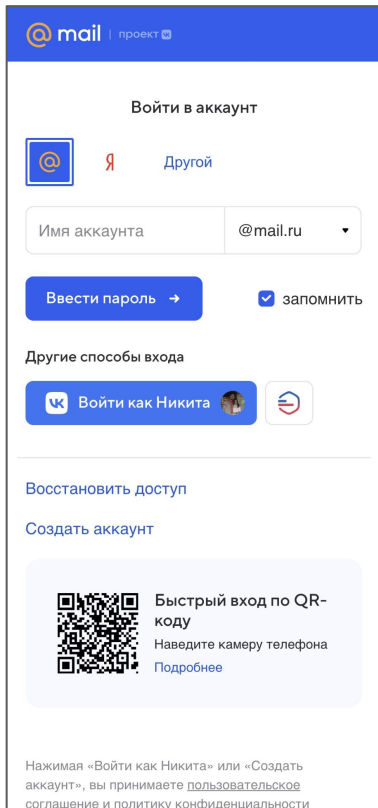 @ mail | проект
Войти в аккаунт
@ Я Другой
Имя аккаунта @mail.ru
Ввести пароль → запомнить
Другие способы входа
Войти как Никита
Восстановить доступ
Создать аккаунт
Быстрый вход по QR-
коду
Наведите камеру телефона
Подробнее
Нажимая «Войти как Никита» или «Создать
аккаунт», вы принимаете пользовательское
соглашение и политику конфиденциальности